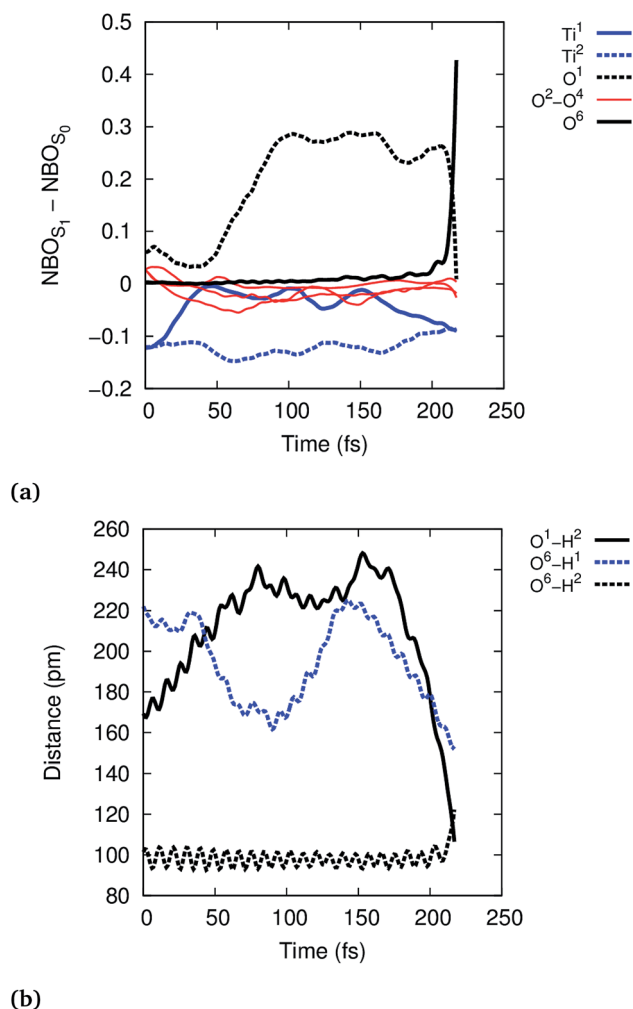 NBO_S₁ − NBO_S₀
0.5
0.4
0.3
0.2
0.1
0
−0.1
−0.2
0 50 100 150 200 250
Time (fs)
Ti¹
Ti²
O¹
O²−O⁴
O⁶
(a)
Distance (pm)
260
240
220
200
180
160
140
120
100
80
0 50 100 150 200 250
Time (fs)
O¹−H²
O⁶−H¹
O⁶−H²
(b)